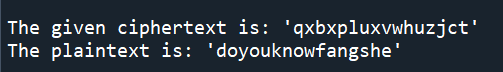 The given ciphertext is: 'qxbxpluxvwhuzjct'
The plaintext is: 'doyouknowfangshe'